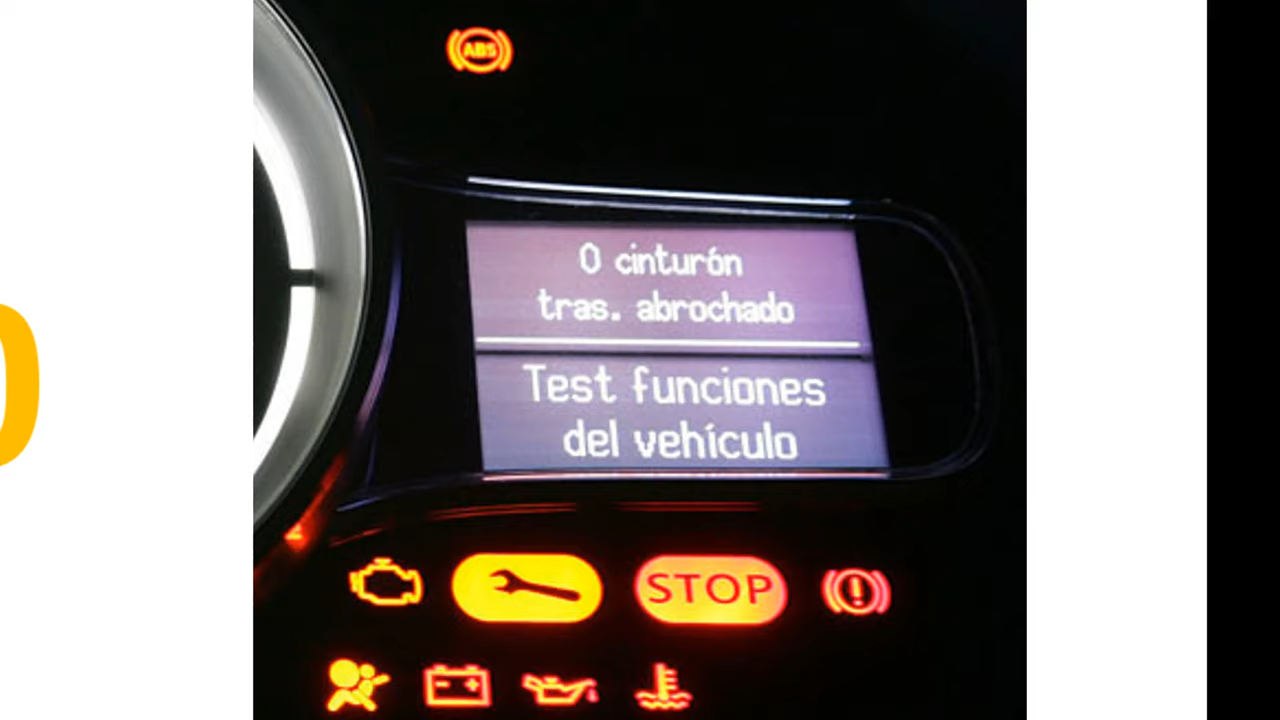 ABS
0 cinturón
tras. abrochado
Test funciones
del vehículo
STOP